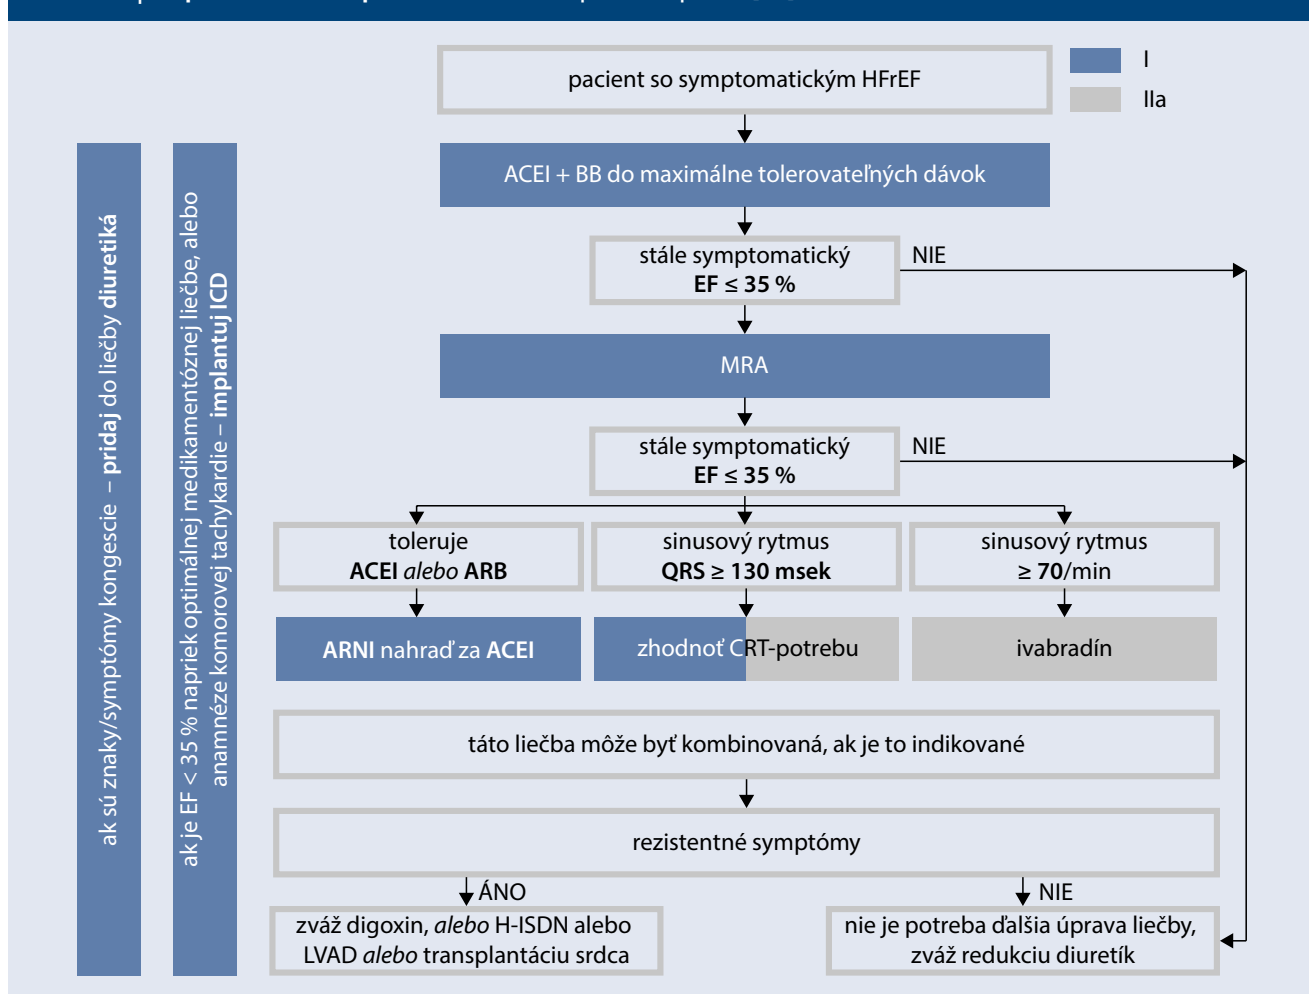 pacient so symptomatickým HFrEF
I
IIa
ACEI + BB do maximálne tolerovateľných dávok
stále symptomatický
EF ≤ 35 %
NIE
MRA
stále symptomatický
EF ≤ 35 %
NIE
toleruje
ACEI alebo ARB
sinusový rytmus
QRS ≥ 130 msek
sinusový rytmus
≥ 70/min
ARNI nahraď za ACEI
zhodnoť CRT-potrebu
ivabradín
táto liečba môže byť kombinovaná, ak je to indikované
rezistentné symptómy
ÁNO
NIE
zváž digoxin, alebo H-ISDN alebo
LVAD alebo transplantáciu srdca
nie je potreba ďalšia úprava liečby,
zváž redukciu diuretík
ak sú znaky/symptómy kongescie – pridaj do liečby diuretiká
ak je EF < 35 % napriek optimálnej medikamentóznej liečbe, alebo
anamnéze komorovej tachykardie – implantuj ICD